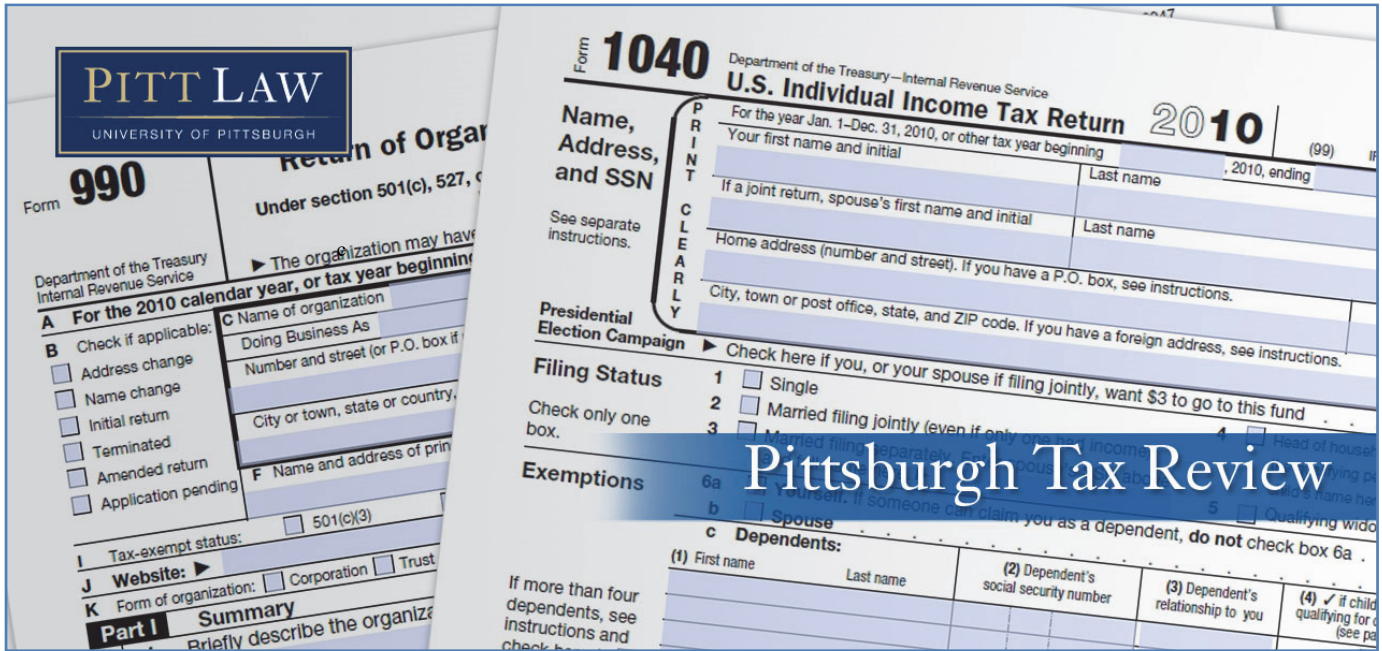 PITT LAW
UNIVERSITY OF PITTSBURGH
Form 990
Return of Organ
Under section 501(c), 527,
► The organization may have
Department of the Treasury
Internal Revenue Service
A For the 2010 calendar year, or tax year beginning
B Check if applicable:
Address change
Name change
Initial return
Terminated
Amended return
Application pending
C Name of organization
Doing Business As
Number and street (or P.O. box if
City or town, state or country,
F Name and address of prin
I Tax-exempt status:
501(c)(3)
J Website: ►
K Form of organization: Corporation Trust
Part I Summary
Briefly describe the organiza
Form 1040
Department of the Treasury—Internal Revenue Service
U.S. Individual Income Tax Return 2010
(99)
Name,
Address,
and SSN
See separate
instructions.
PRINT CLEARLY
For the year Jan. 1–Dec. 31, 2010, or other tax year beginning , 2010, ending
Your first name and initial Last name
If a joint return, spouse's first name and initial Last name
Home address (number and street). If you have a P.O. box, see instructions.
City, town or post office, state, and ZIP code. If you have a foreign address, see instructions.
Presidential
Election Campaign ► Check here if you, or your spouse if filing jointly, want $3 to go to this fund . .
Filing Status
Check only one
box.
1 Single
2 Married filing jointly (even if only one had income)
3 Married filing separately.
4 Head of househ
5 Qualifying wido
Pittsburgh Tax Review
Exemptions
6a Yourself. If someone can claim you as a dependent, do not check box 6a .
b Spouse
c Dependents:
(1) First name Last name
(2) Dependent's
social security number
(3) Dependent's
relationship to you
(4) ✓ if child
qualifying for
(see pa
If more than four
dependents, see
instructions and
check